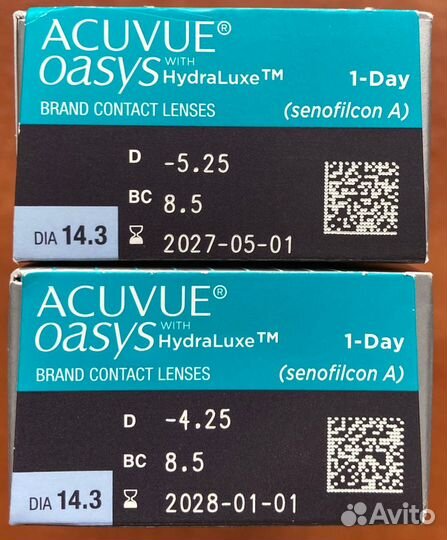 ACUVUE®
OASYS WITH HydraLuxe™ 1-Day
BRAND CONTACT LENSES (senofilcon A)
D -5.25
BC 8.5
DIA 14.3 2027-05-01
ACUVUE®
OASYS WITH HydraLuxe™ 1-Day
BRAND CONTACT LENSES (senofilcon A)
D -4.25
BC 8.5
DIA 14.3 2028-01-01
Avito